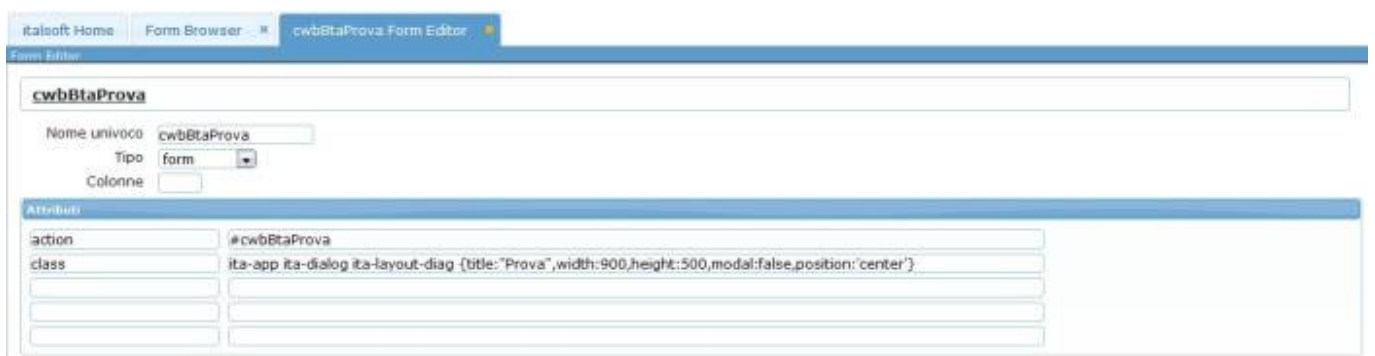 italsoft Home Form Browser cwbBtaProva Form Editor
Form Editor
cwbBtaProva
Nome univoco cwbBtaProva
Tipo form
Colonne
Attributi
action #cwbBtaProva
class ita-app ita-dialog ita-layout-diag {title:"Prova",width:900,height:500,modal:false,position:'center'}